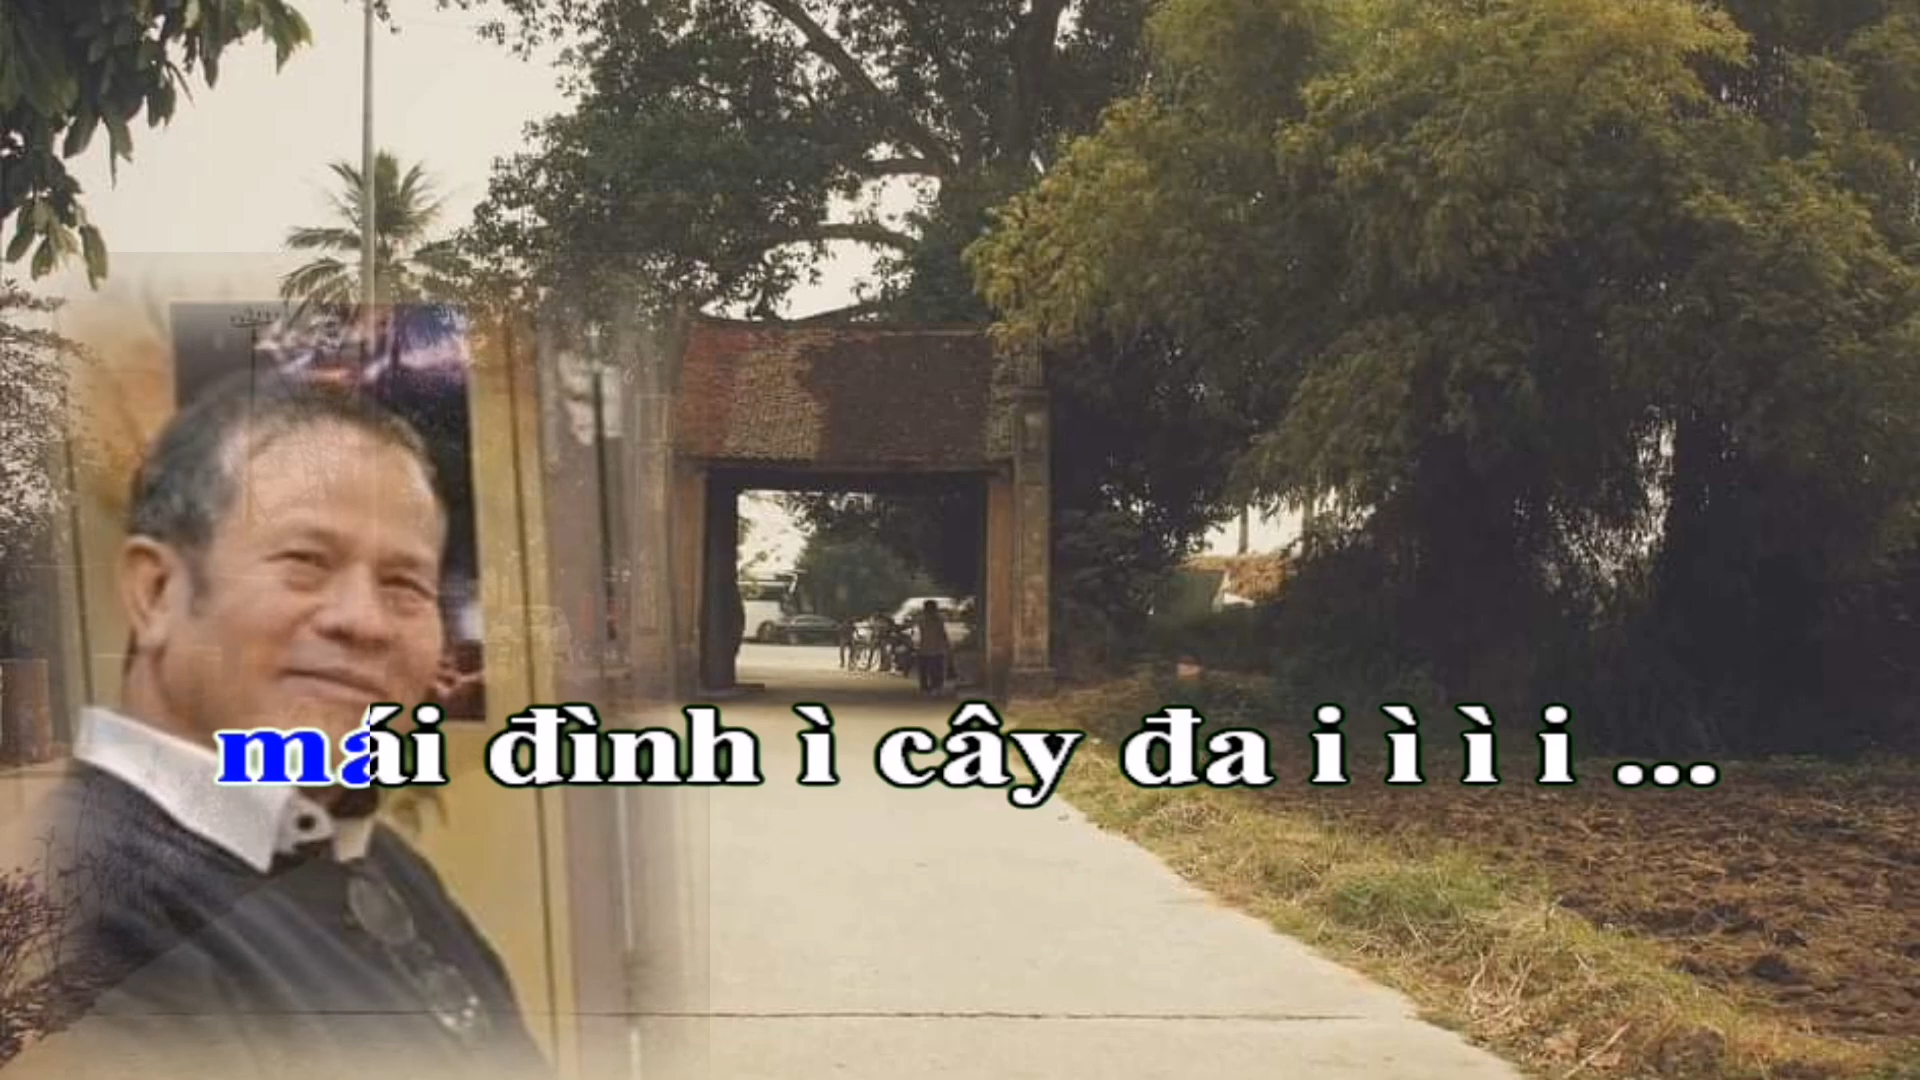 mái đình ì cây đa i ì ì i ...